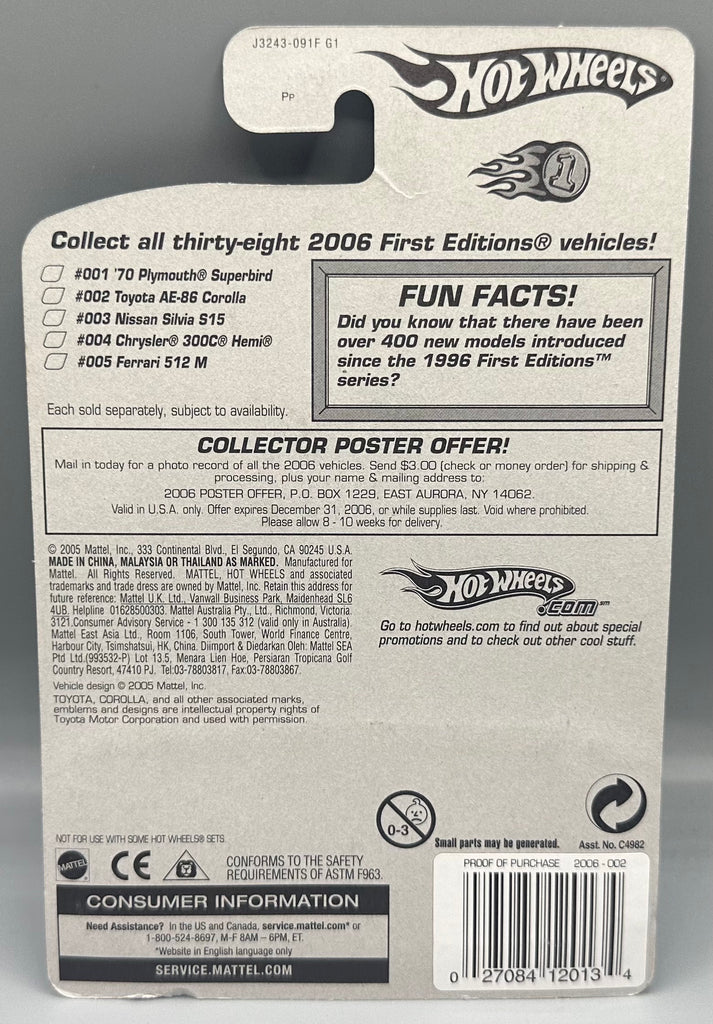 J3243-091F G1
Pp
HOT WHEELS®
1
Collect all thirty-eight 2006 First Editions® vehicles!
#001 '70 Plymouth® Superbird
#002 Toyota AE-86 Corolla
#003 Nissan Silvia S15
#004 Chrysler® 300C® Hemi®
#005 Ferrari 512 M
Each sold separately, subject to availability.
FUN FACTS!
Did you know that there have been
over 400 new models introduced
since the 1996 First Editions™
series?
COLLECTOR POSTER OFFER!
Mail in today for a photo record of all the 2006 vehicles. Send $3.00 (check or money order) for shipping &
processing, plus your name & mailing address to:
2006 POSTER OFFER, P.O. BOX 1229, EAST AURORA, NY 14062.
Valid in U.S.A. only. Offer expires December 31, 2006, or while supplies last. Void where prohibited.
Please allow 8 - 10 weeks for delivery.
© 2005 Mattel, Inc., 333 Continental Blvd., El Segundo, CA 90245 U.S.A.
MADE IN CHINA, MALAYSIA OR THAILAND AS MARKED. Manufactured for
Mattel. All Rights Reserved. MATTEL, HOT WHEELS and associated
trademarks and trade dress are owned by Mattel, Inc. Retain this address for
future reference: Mattel U.K. Ltd., Vanwall Business Park, Maidenhead SL6
4UB. Helpline 01628500303. Mattel Australia Pty., Ltd., Richmond, Victoria.
3121.Consumer Advisory Service - 1 300 135 312 (valid only in Australia).
Mattel East Asia Ltd., Room 1106, South Tower, World Finance Centre,
Harbour City, Tsimshatsui, HK, China. Diimport & Diedarkan Oleh: Mattel SEA
Ptd Ltd.(993532-P) Lot 13.5, Menara Lien Hoe, Persiaran Tropicana Golf
Country Resort, 47410 PJ. Tel:03-78803817, Fax:03-78803867.
Vehicle design © 2005 Mattel, Inc.
TOYOTA, COROLLA, and all other associated marks,
emblems and designs are intellectual property rights of
Toyota Motor Corporation and used with permission.
HOT WHEELS
.COM℠
Go to hotwheels.com to find out about special
promotions and to check out other cool stuff.
NOT FOR USE WITH SOME HOT WHEELS® SETS.
0-3
Small parts may be generated.
Asst. No. C4982
MATTEL
CE
CONFORMS TO THE SAFETY
REQUIREMENTS OF ASTM F963.
CONSUMER INFORMATION
Need Assistance? In the US and Canada, service.mattel.com* or
1-800-524-8697, M-F 8AM – 6PM, ET.
*Website in English language only
SERVICE.MATTEL.COM
PROOF OF PURCHASE 2006 - 002
0 27084 12013 4